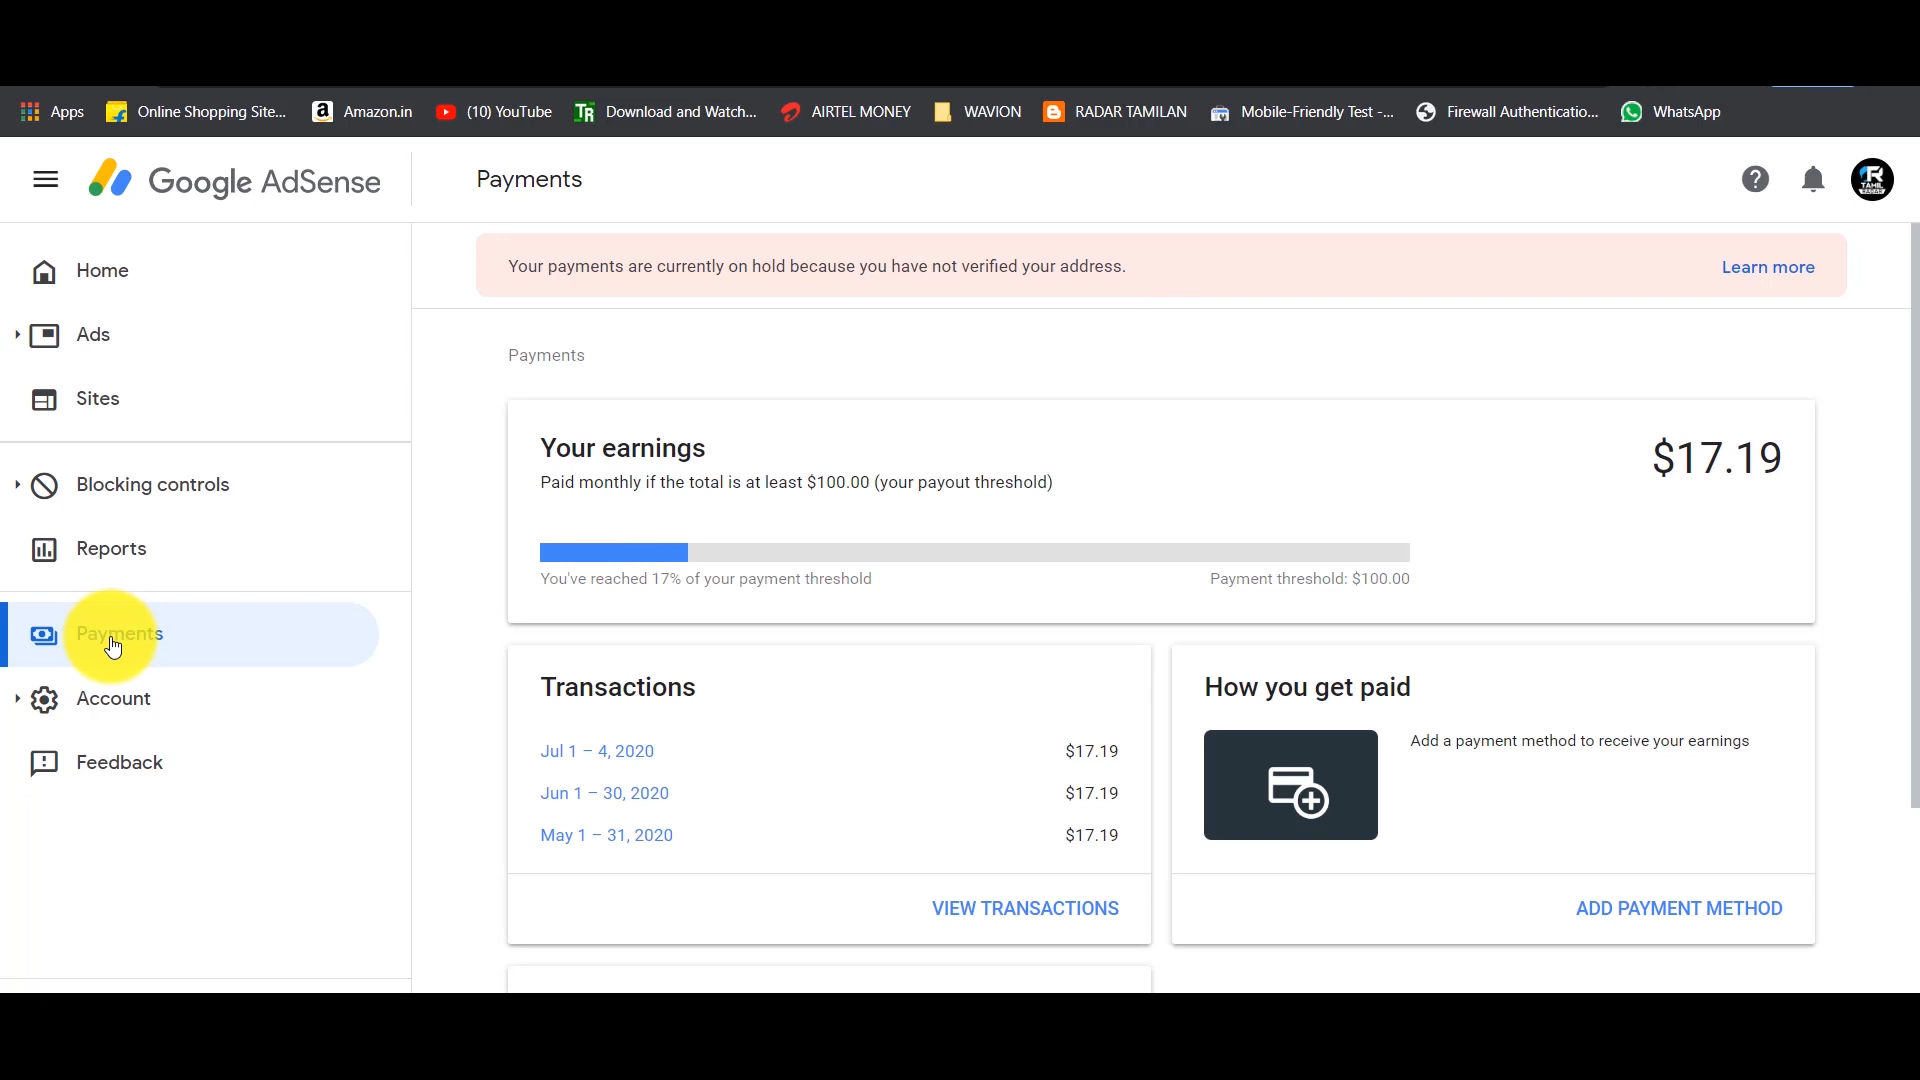 Apps Online Shopping Site... Amazon.in (10) YouTube Download and Watch... AIRTEL MONEY WAVION RADAR TAMILAN Mobile-Friendly Test -... Firewall Authenticatio... WhatsApp
Google AdSense
Payments
Home
Ads
Sites
Blocking controls
Reports
Payments
Account
Feedback
Your payments are currently on hold because you have not verified your address. Learn more
Payments
Your earnings
$17.19
Paid monthly if the total is at least $100.00 (your payout threshold)
You've reached 17% of your payment threshold Payment threshold: $100.00
Transactions
Jul 1 – 4, 2020 $17.19
Jun 1 – 30, 2020 $17.19
May 1 – 31, 2020 $17.19
VIEW TRANSACTIONS
How you get paid
Add a payment method to receive your earnings
ADD PAYMENT METHOD